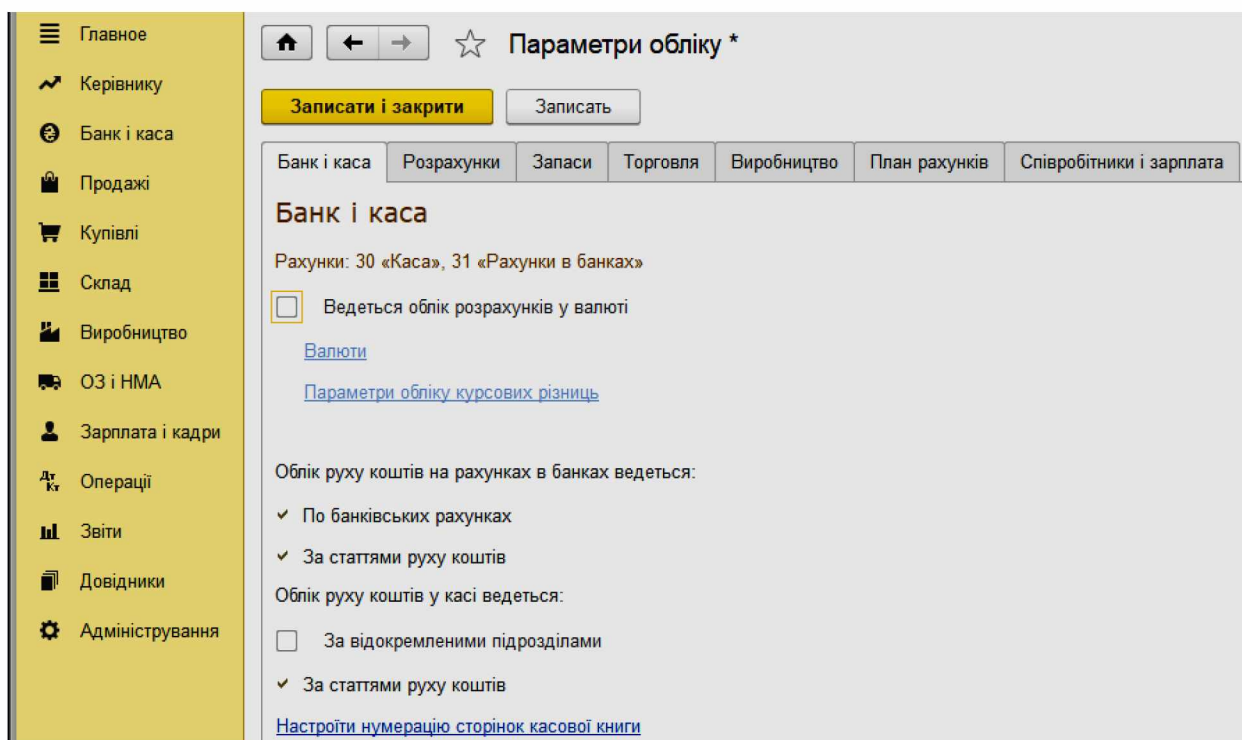 Главное
Керівнику
Банк і каса
Продажі
Купівлі
Склад
Виробництво
ОЗ і НМА
Зарплата і кадри
Дт Кт Операції
Звіти
Довідники
Адміністрування
Параметри обліку *
Записати і закрити Записать
Банк і каса Розрахунки Запаси Торговля Виробництво План рахунків Співробітники і зарплата
Банк і каса
Рахунки: 30 «Каса», 31 «Рахунки в банках»
Ведеться облік розрахунків у валюті
Валюти
Параметри обліку курсових різниць
Облік руху коштів на рахунках в банках ведеться:
По банківських рахунках
За статтями руху коштів
Облік руху коштів у касі ведеться:
За відокремленими підрозділами
За статтями руху коштів
Настроїти нумерацію сторінок касової книги